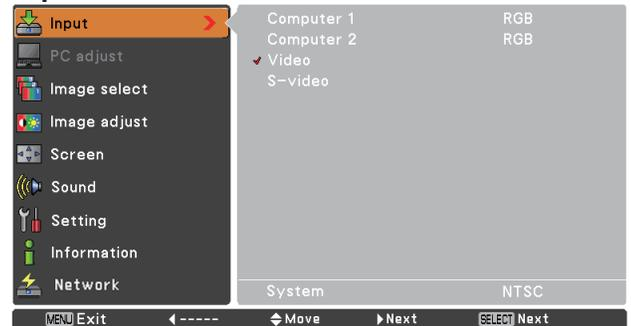 Input
PC adjust
Image select
Image adjust
Screen
Sound
Setting
Information
Network
Computer 1 RGB
Computer 2 RGB
Video
S-video
System NTSC
MENU Exit ----- Move Next SELECT Next